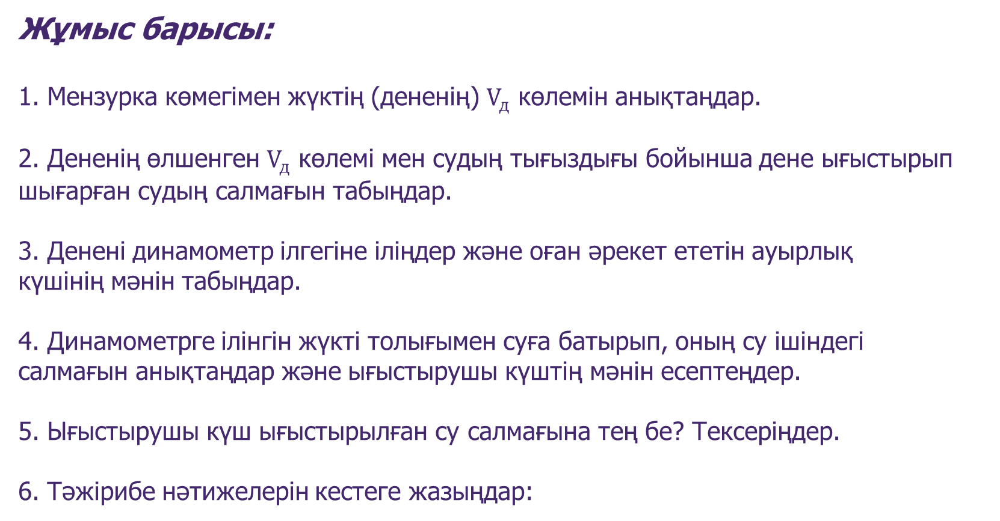 Жұмыс барысы:
1. Мензурка көмегімен жүктің (дененің) Vд көлемін анықтаңдар.
2. Дененің өлшенген Vд көлемі мен судың тығыздығы бойынша дене ығыстырып
шығарған судың салмағын табыңдар.
3. Денені динамометр ілгегіне іліңдер және оған әрекет ететін ауырлық
күшінің мәнін табыңдар.
4. Динамометрге ілінгін жүкті толығымен суға батырып, оның су ішіндегі
салмағын анықтаңдар және ығыстырушы күштің мәнін есептеңдер.
5. Ығыстырушы күш ығыстырылған су салмағына тең бе? Тексеріңдер.
6. Тәжірибе нәтижелерін кестеге жазыңдар: